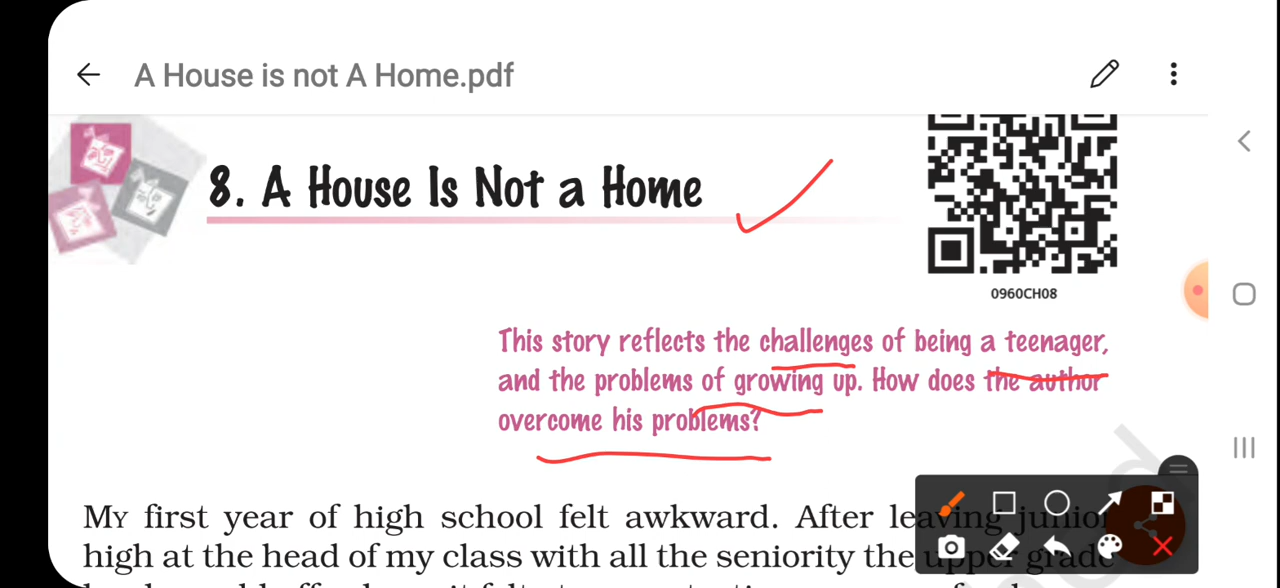 A House is not A Home.pdf
8. A House Is Not a Home
0960CH08
This story reflects the challenges of being a teenager,
and the problems of growing up. How does the author
overcome his problems?
My first year of high school felt awkward. After leaving junior
high at the head of my class with all the seniority the upper grade